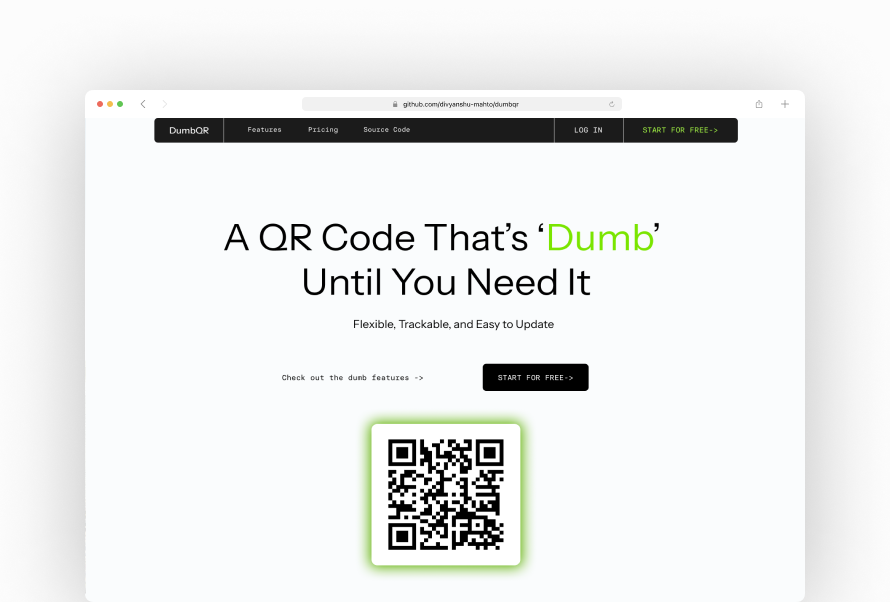 github.com/divyanshu-mahto/dumbqr
DumbQR
Features
Pricing
Source Code
LOG IN
START FOR FREE->
A QR Code That’s ‘Dumb’
Until You Need It
Flexible, Trackable, and Easy to Update
Check out the dumb features ->
START FOR FREE->